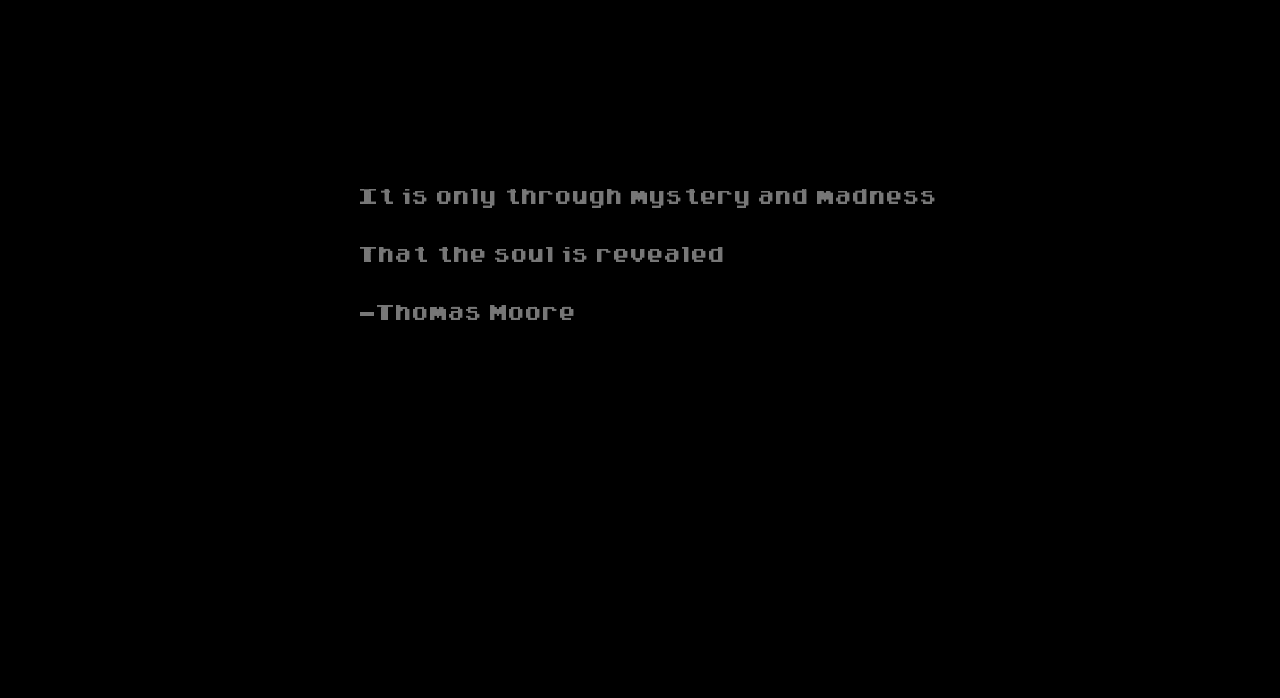 It is only through mystery and madness
That the soul is revealed
-Thomas Moore